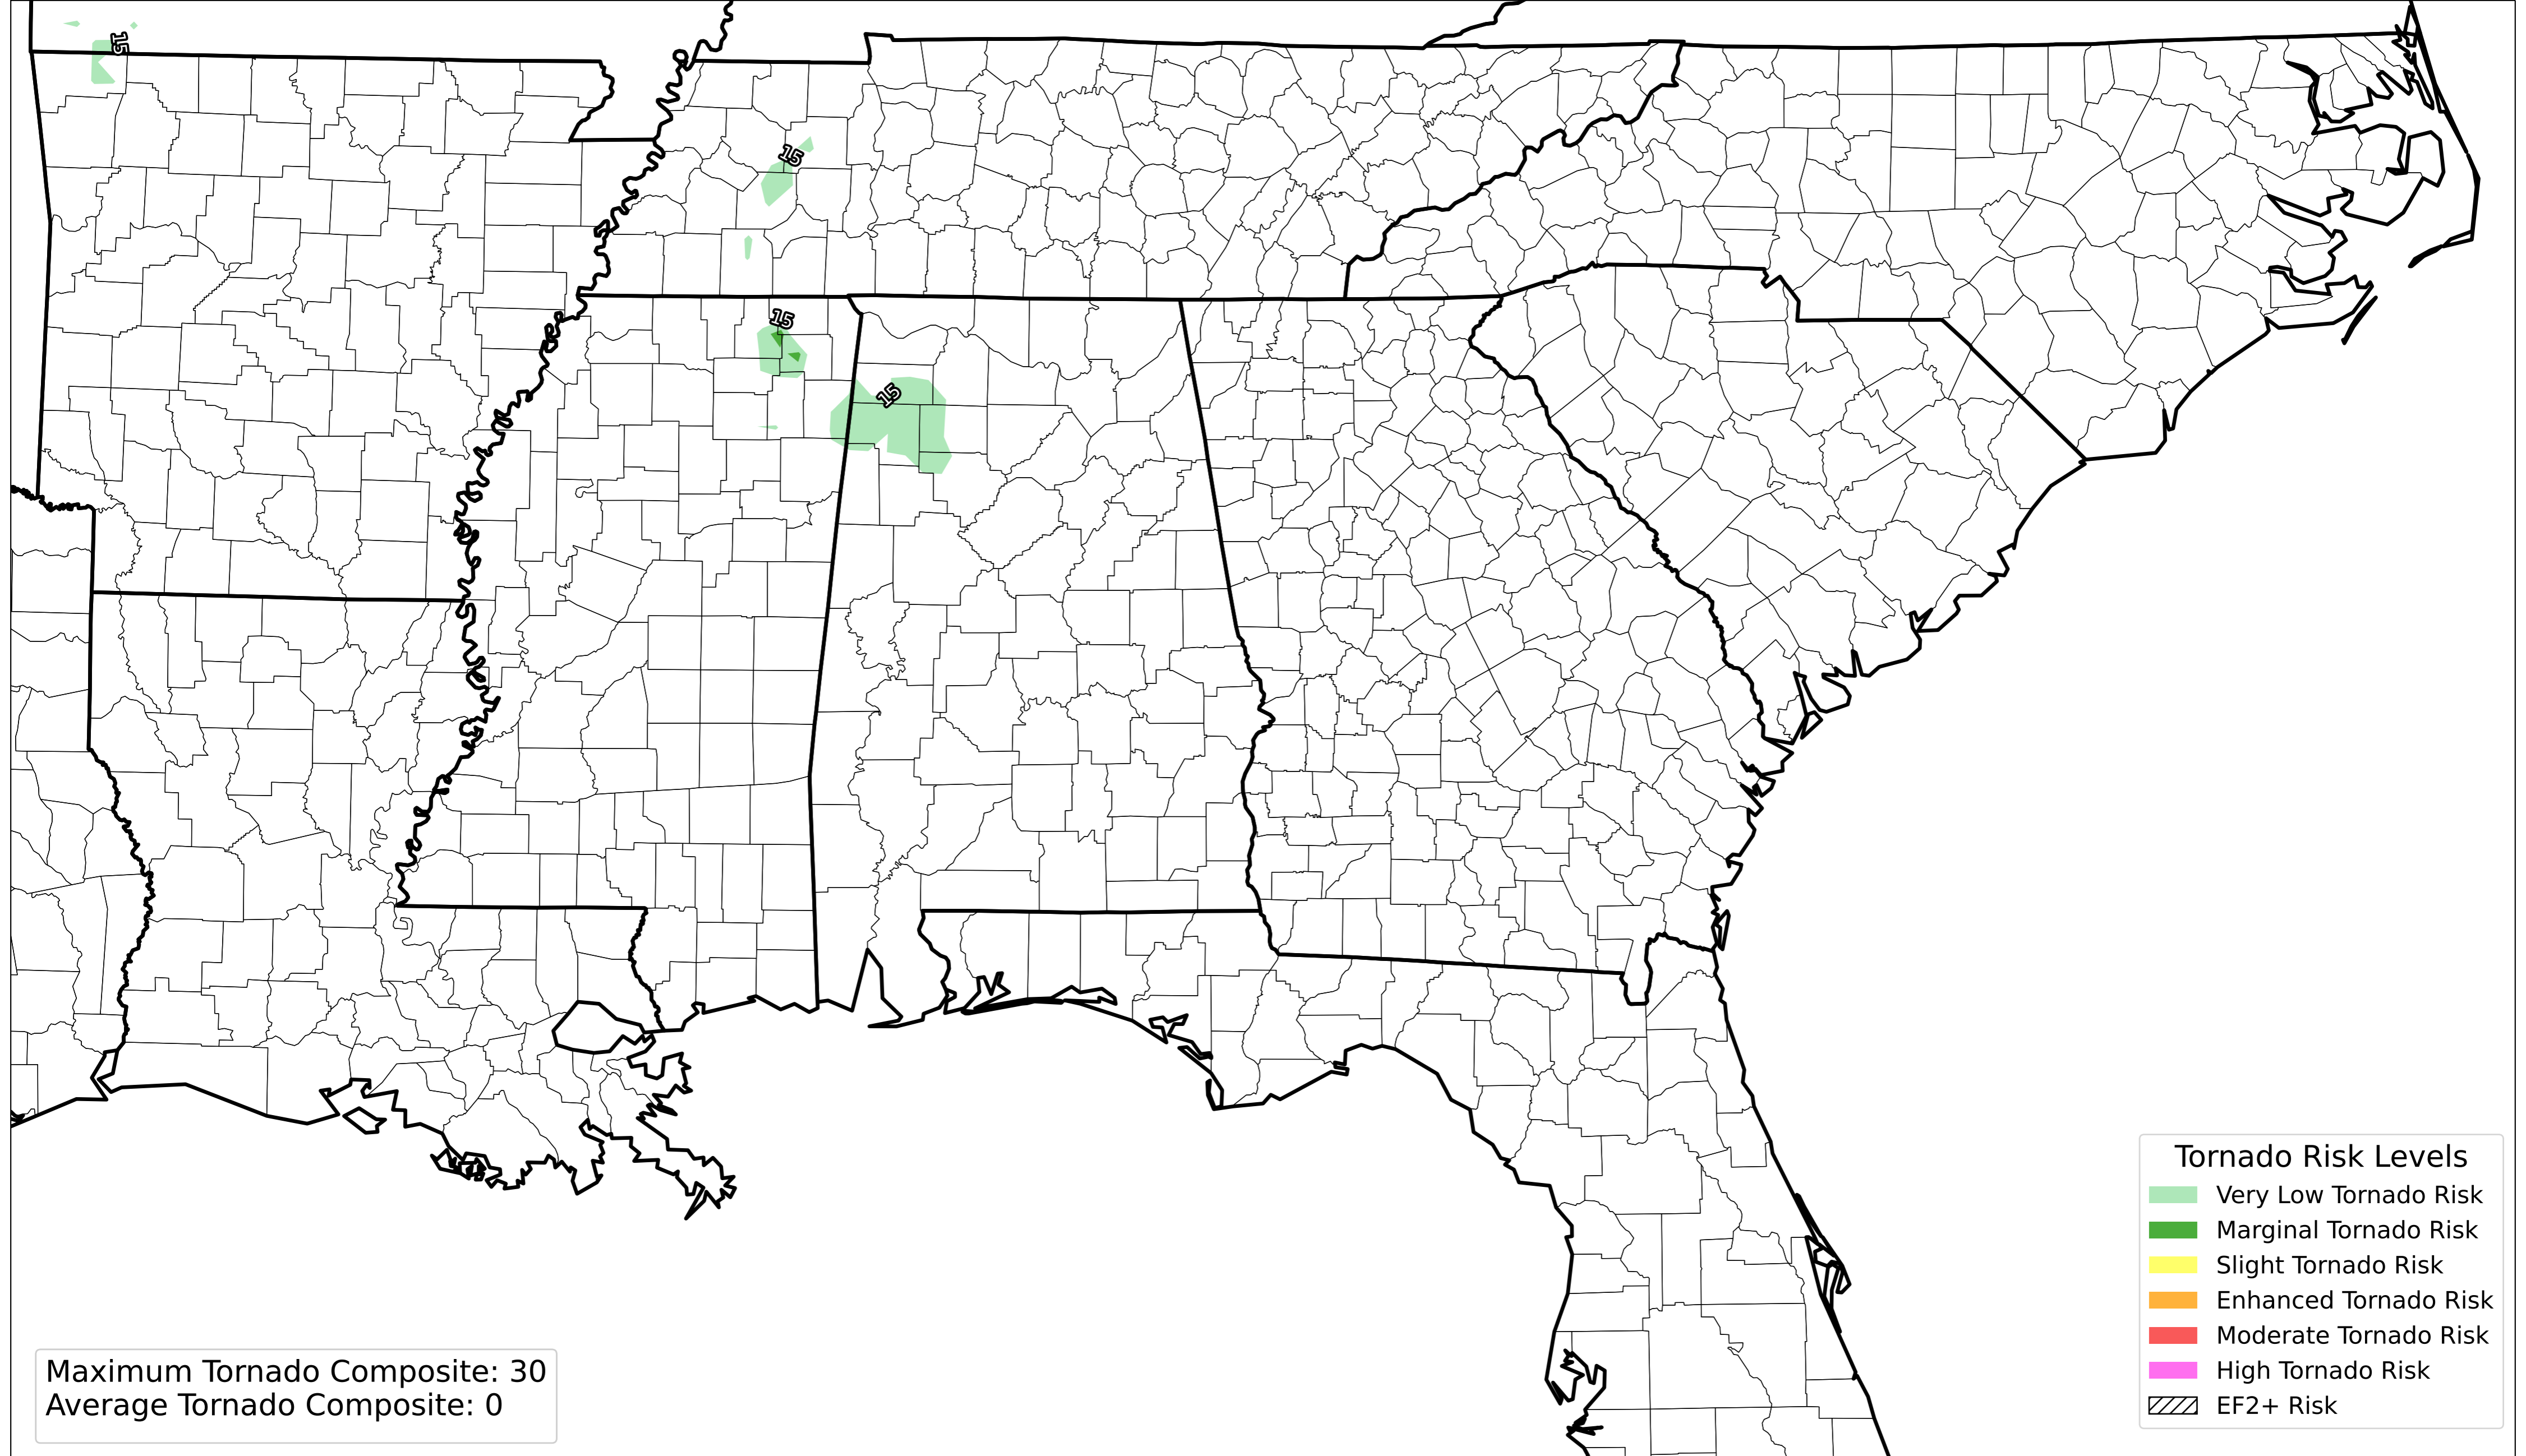 15
15
15
15
Tornado Risk Levels
Very Low Tornado Risk
Marginal Tornado Risk
Slight Tornado Risk
Enhanced Tornado Risk
Moderate Tornado Risk
High Tornado Risk
EF2+ Risk
Maximum Tornado Composite: 30
Average Tornado Composite: 0